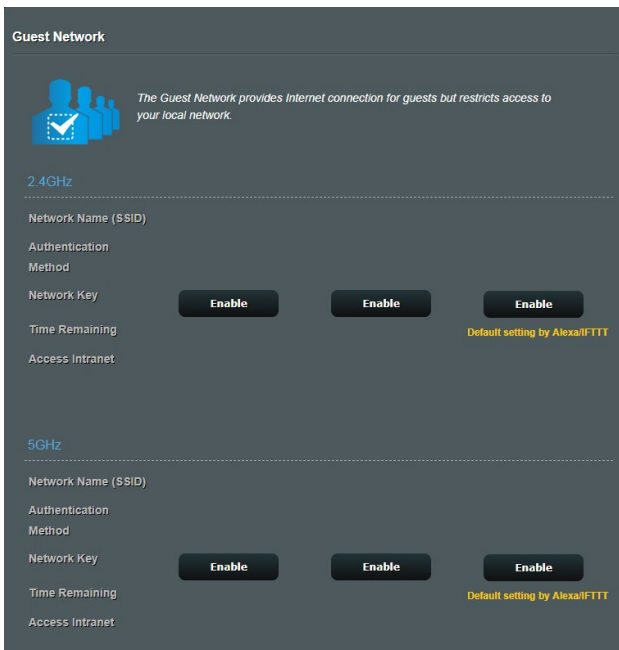 Guest Network
The Guest Network provides Internet connection for guests but restricts access to
your local network.
2.4GHz
Network Name (SSID)
Authentication
Method
Network Key
Enable
Enable
Enable
Time Remaining
Default setting by Alexa/IFTTT
Access Intranet
5GHz
Network Name (SSID)
Authentication
Method
Network Key
Enable
Enable
Enable
Time Remaining
Default setting by Alexa/IFTTT
Access Intranet